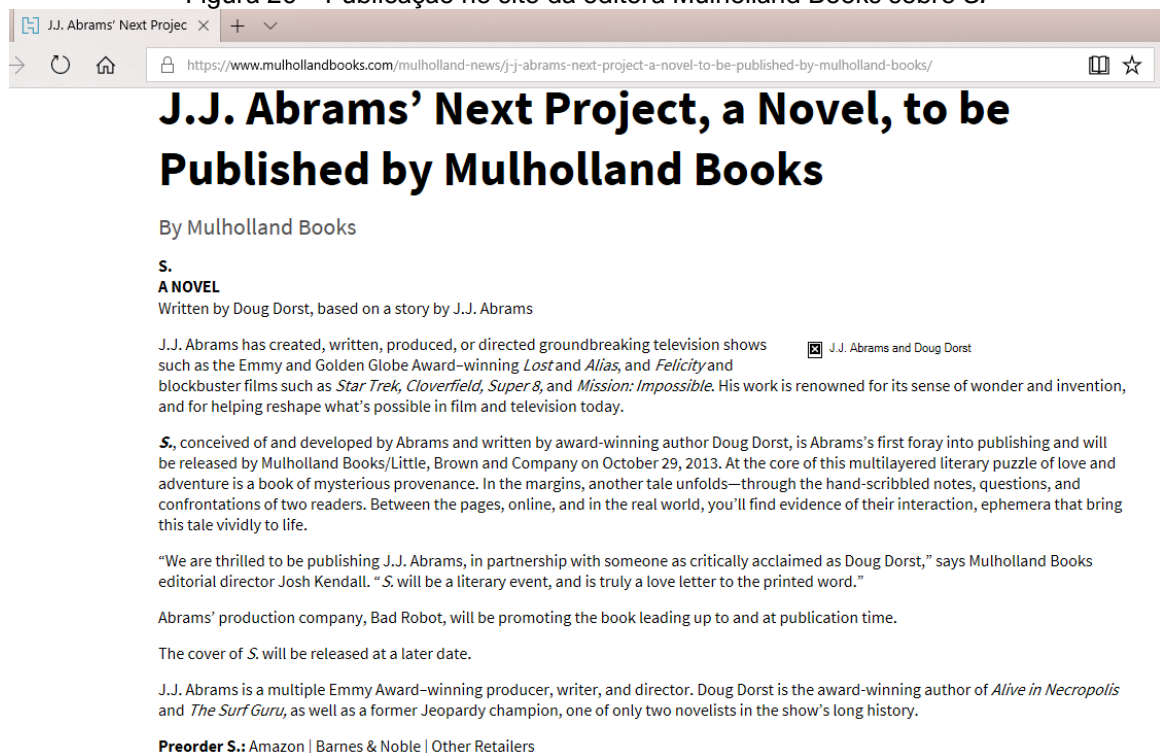 Figura 20 – Publicação no site da editora Mulholland Books sobre S.
J.J. Abrams' Next Projec
https://www.mulhollandbooks.com/mulholland-news/j-j-abrams-next-project-a-novel-to-be-published-by-mulholland-books/
J.J. Abrams' Next Project, a Novel, to be
Published by Mulholland Books
By Mulholland Books
S.
A NOVEL
Written by Doug Dorst, based on a story by J.J. Abrams
J.J. Abrams has created, written, produced, or directed groundbreaking television shows
J.J. Abrams and Doug Dorst
such as the Emmy and Golden Globe Award–winning Lost and Alias, and Felicity and
blockbuster films such as Star Trek, Cloverfield, Super 8, and Mission: Impossible. His work is renowned for its sense of wonder and invention,
and for helping reshape what's possible in film and television today.
S., conceived of and developed by Abrams and written by award-winning author Doug Dorst, is Abrams's first foray into publishing and will
be released by Mulholland Books/Little, Brown and Company on October 29, 2013. At the core of this multilayered literary puzzle of love and
adventure is a book of mysterious provenance. In the margins, another tale unfolds—through the hand-scribbled notes, questions, and
confrontations of two readers. Between the pages, online, and in the real world, you'll find evidence of their interaction, ephemera that bring
this tale vividly to life.
“We are thrilled to be publishing J.J. Abrams, in partnership with someone as critically acclaimed as Doug Dorst,” says Mulholland Books
editorial director Josh Kendall. “S. will be a literary event, and is truly a love letter to the printed word.”
Abrams' production company, Bad Robot, will be promoting the book leading up to and at publication time.
The cover of S. will be released at a later date.
J.J. Abrams is a multiple Emmy Award–winning producer, writer, and director. Doug Dorst is the award-winning author of Alive in Necropolis
and The Surf Guru, as well as a former Jeopardy champion, one of only two novelists in the show's long history.
Preorder S.: Amazon | Barnes & Noble | Other Retailers